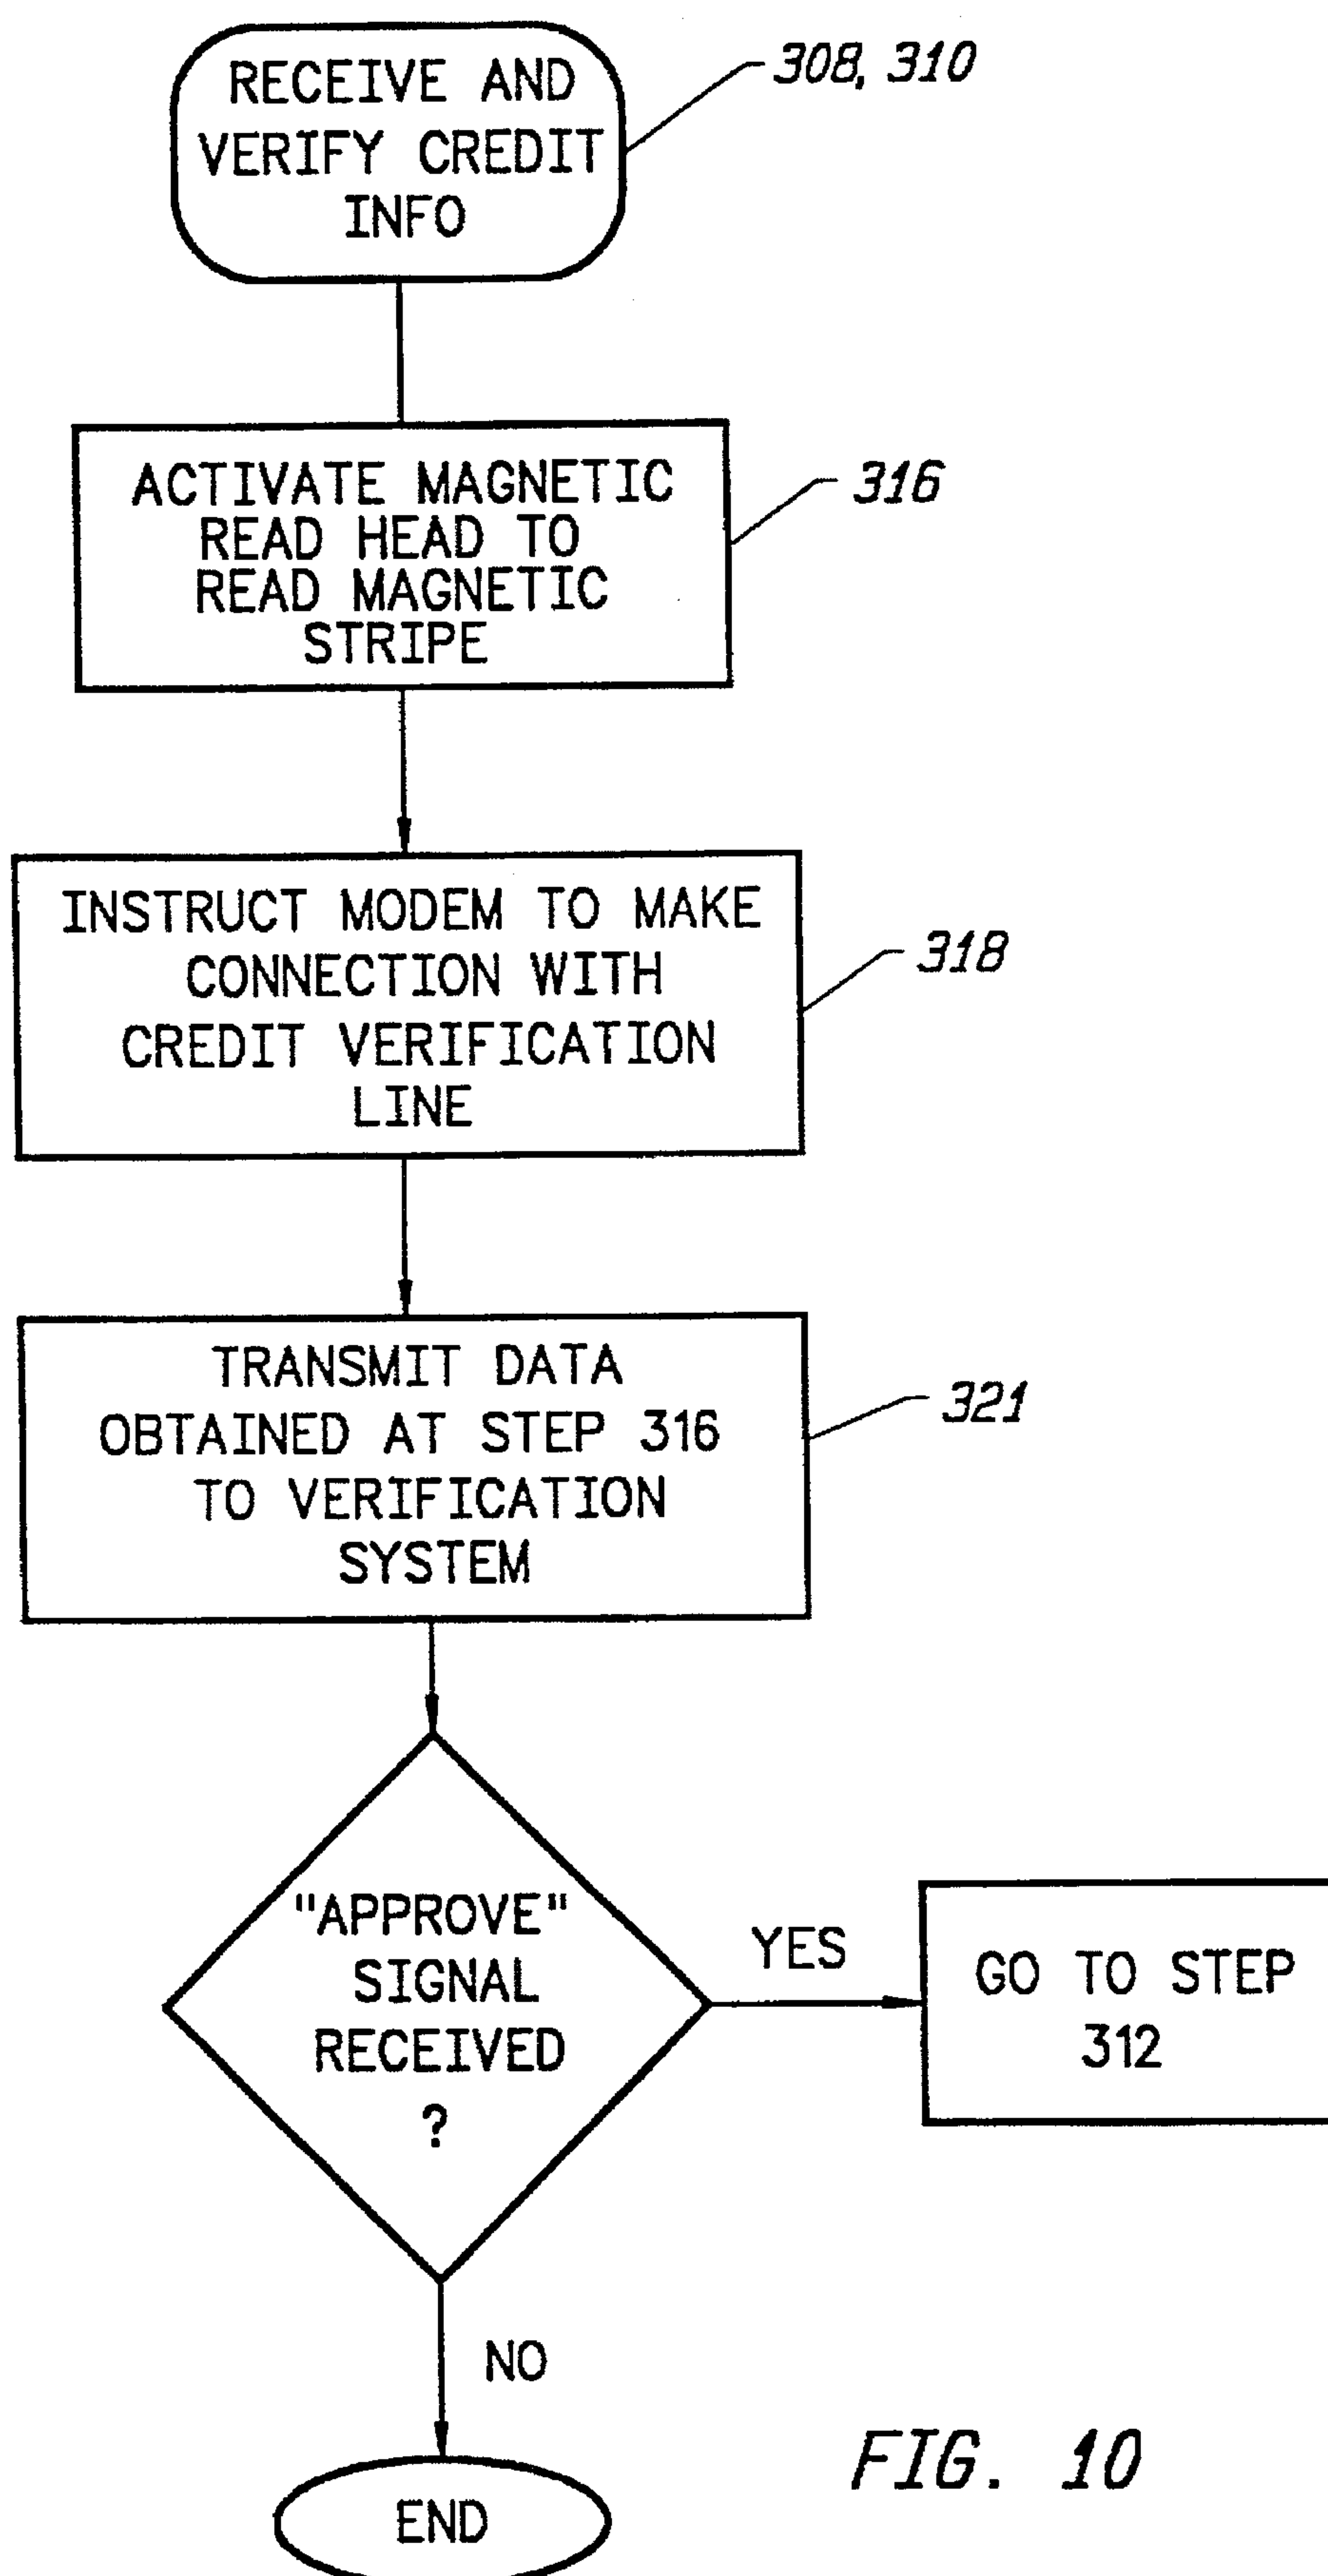 RECEIVE AND
VERIFY CREDIT
INFO
308, 310
ACTIVATE MAGNETIC
READ HEAD TO
READ MAGNETIC
STRIPE
316
INSTRUCT MODEM TO MAKE
CONNECTION WITH
CREDIT VERIFICATION
LINE
318
TRANSMIT DATA
OBTAINED AT STEP 316
TO VERIFICATION
SYSTEM
321
"APPROVE"
SIGNAL
RECEIVED
?
YES
GO TO STEP
312
NO
END
FIG. 10